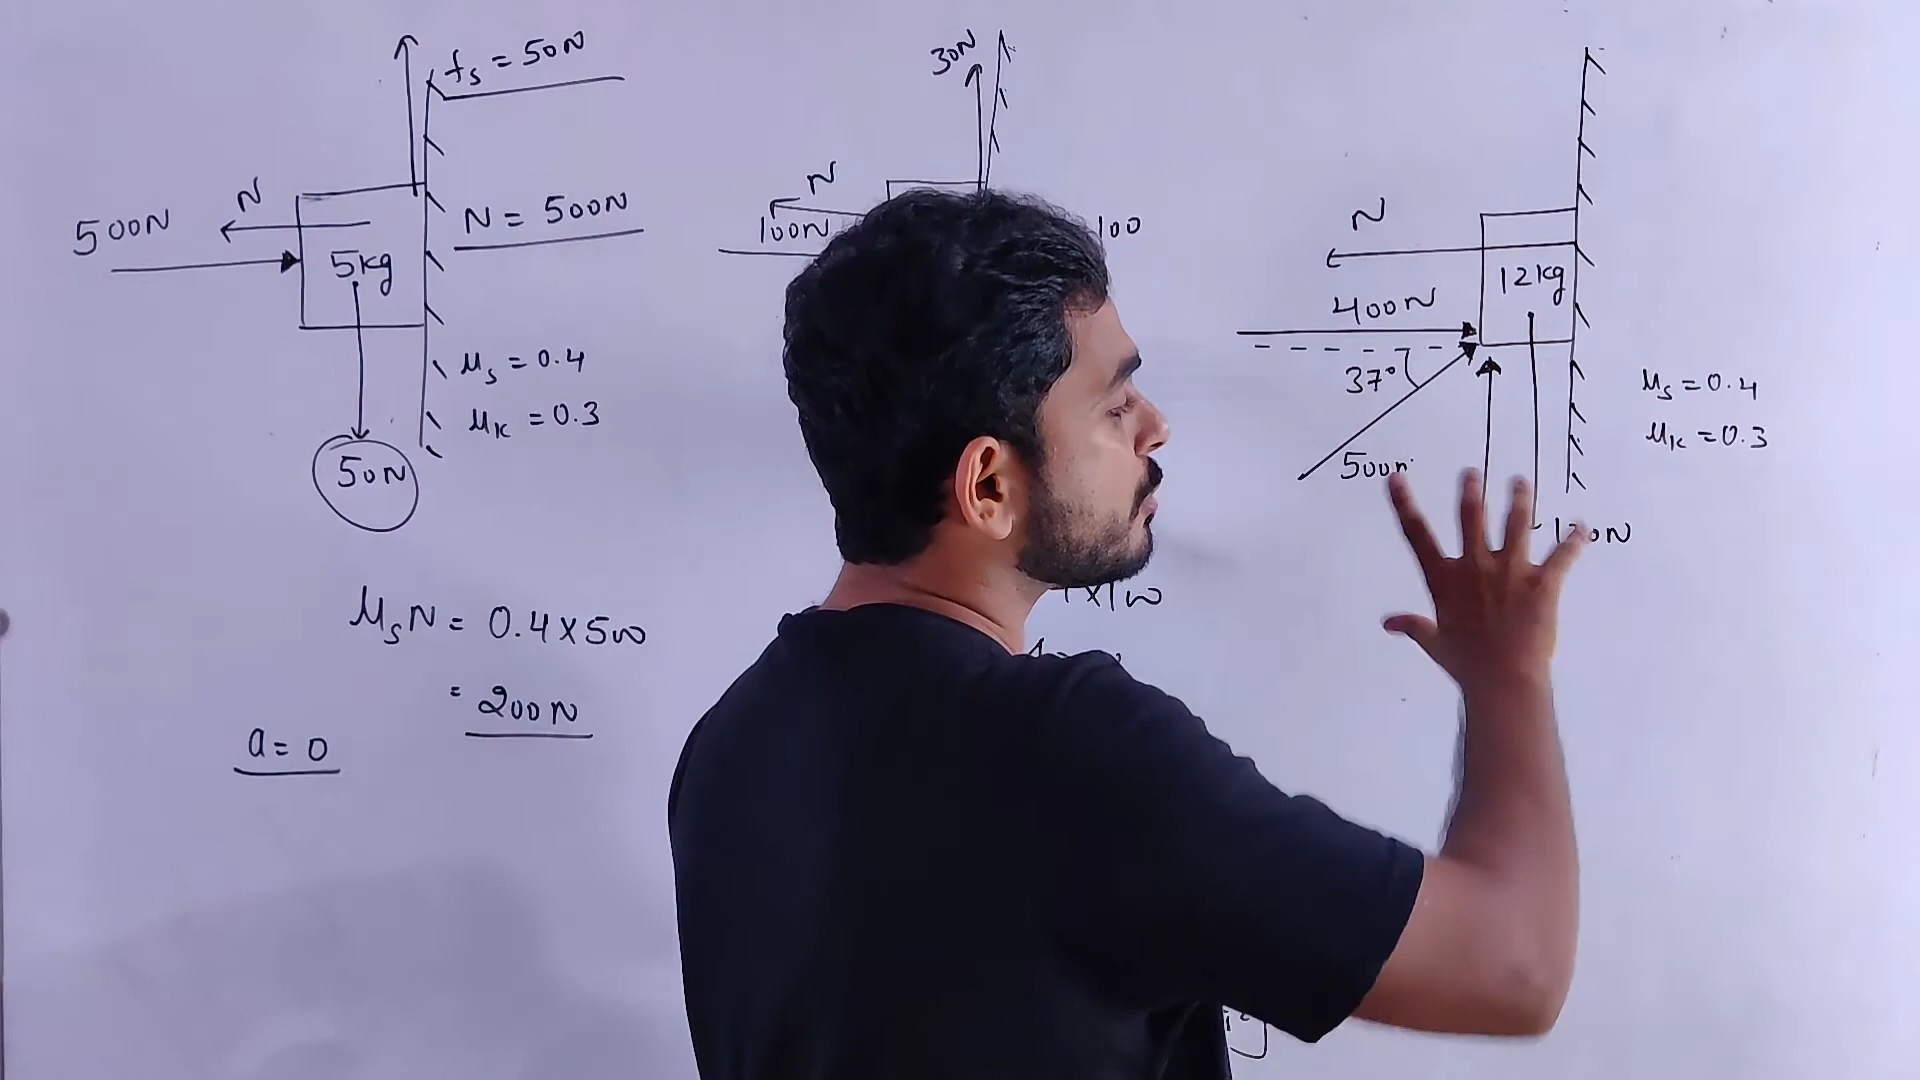 fs = 50N
N
500N
N = 500N
5kg
μs = 0.4
μk = 0.3
50N
μsN = 0.4 x 500
= 200N
a = 0
30N
N
100N
100
N
400N
12kg
37°
500N
μs = 0.4
μk = 0.3